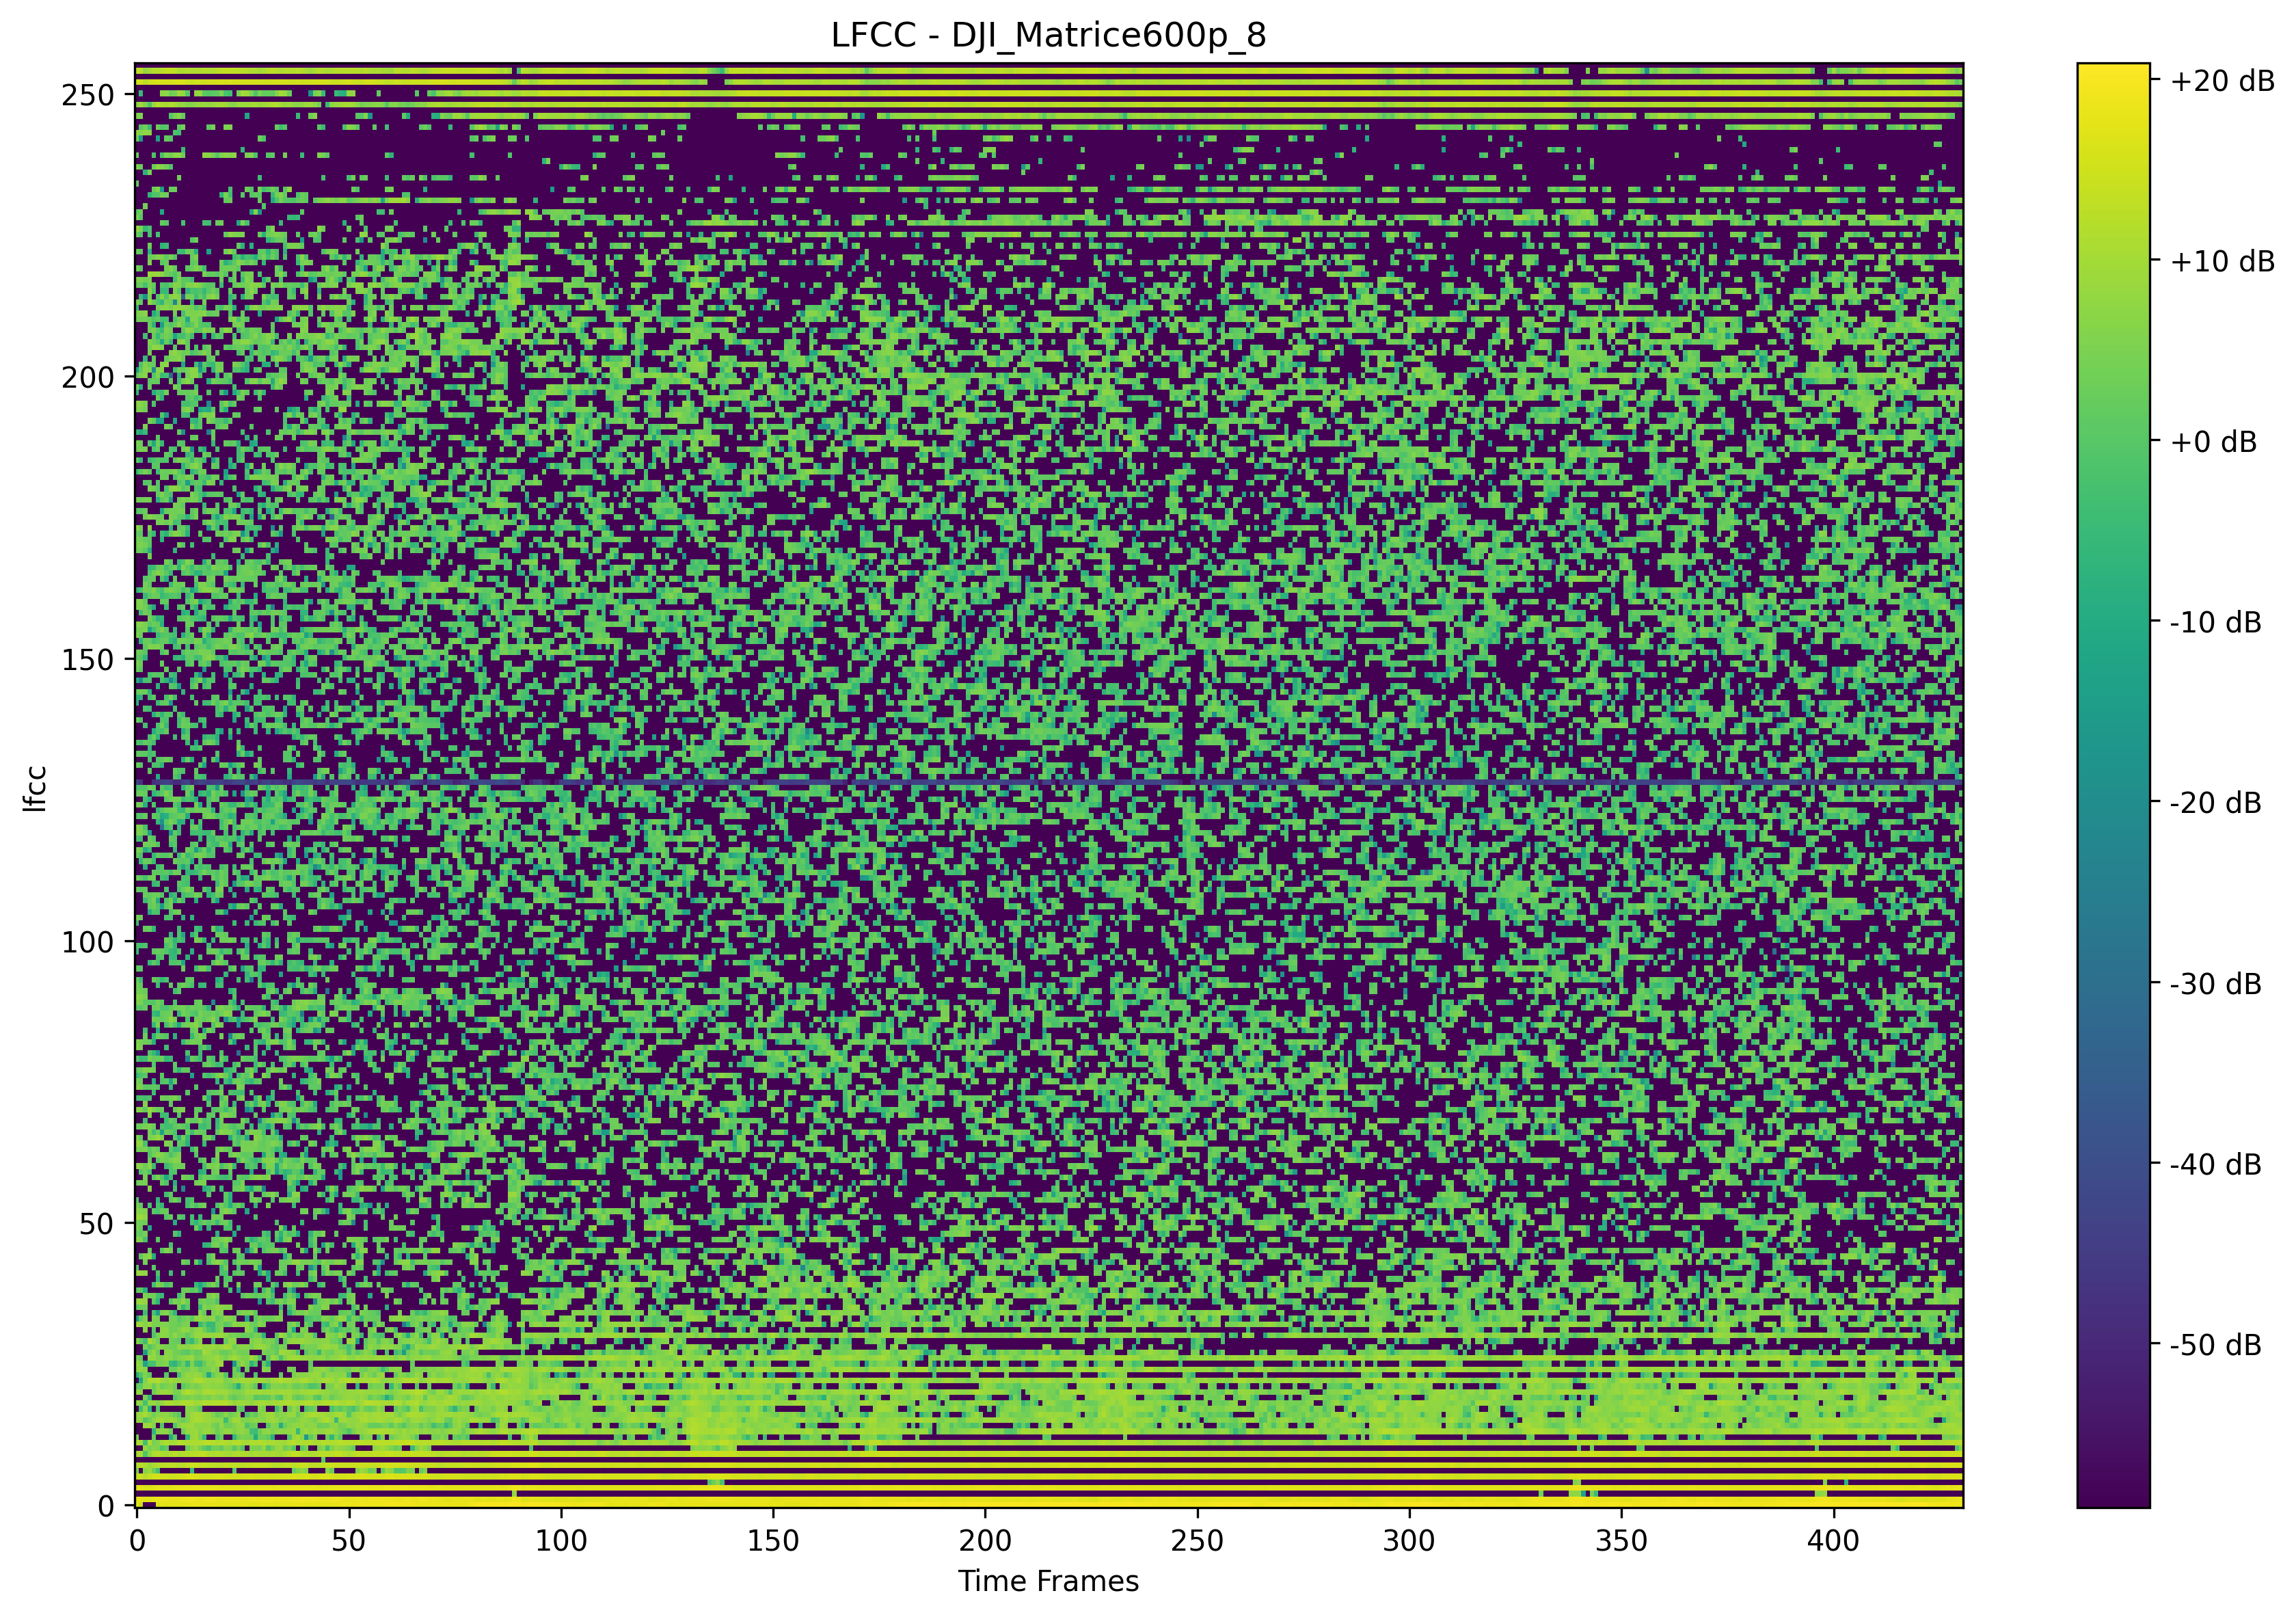 LFCC - DJI_Matrice600p_8
lfcc
250
200
150
100
50
0
0 50 100 150 200 250 300 350 400
Time Frames
+20 dB
+10 dB
+0 dB
-10 dB
-20 dB
-30 dB
-40 dB
-50 dB